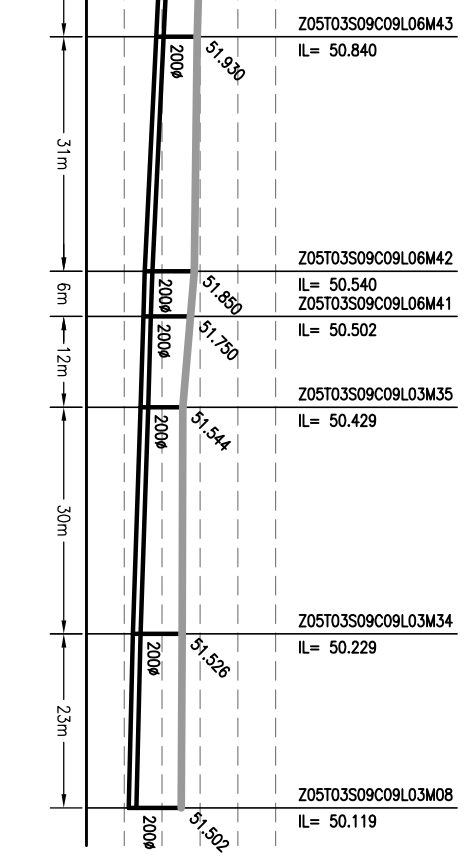 Z05T03S09C09L06M43
200ø
51.930
IL= 50.840
31m
Z05T03S09C09L06M42
200ø
51.850
IL= 50.540
6m
Z05T03S09C09L06M41
200ø
51.750
IL= 50.502
12m
Z05T03S09C09L03M35
200ø
51.544
IL= 50.429
30m
Z05T03S09C09L03M34
200ø
51.526
IL= 50.229
23m
Z05T03S09C09L03M08
200ø
51.502
IL= 50.119